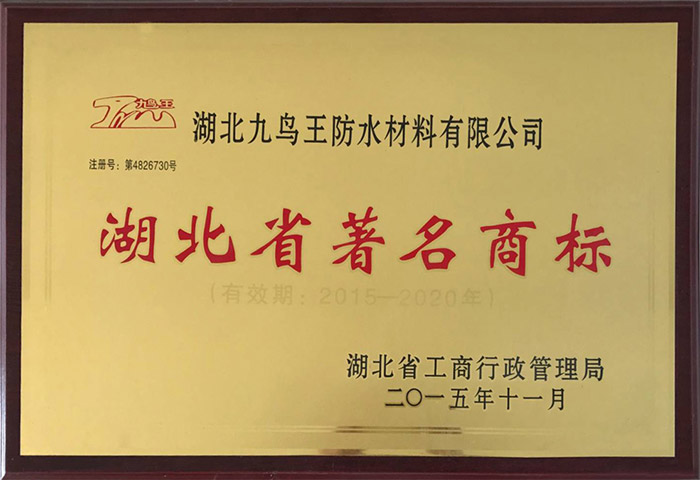 九鸟王
湖北九鸟王防水材料有限公司
注册号：第4826730号
湖北省著名商标
（有效期：2015—2020年）
湖北省工商行政管理局
二〇一五年十一月